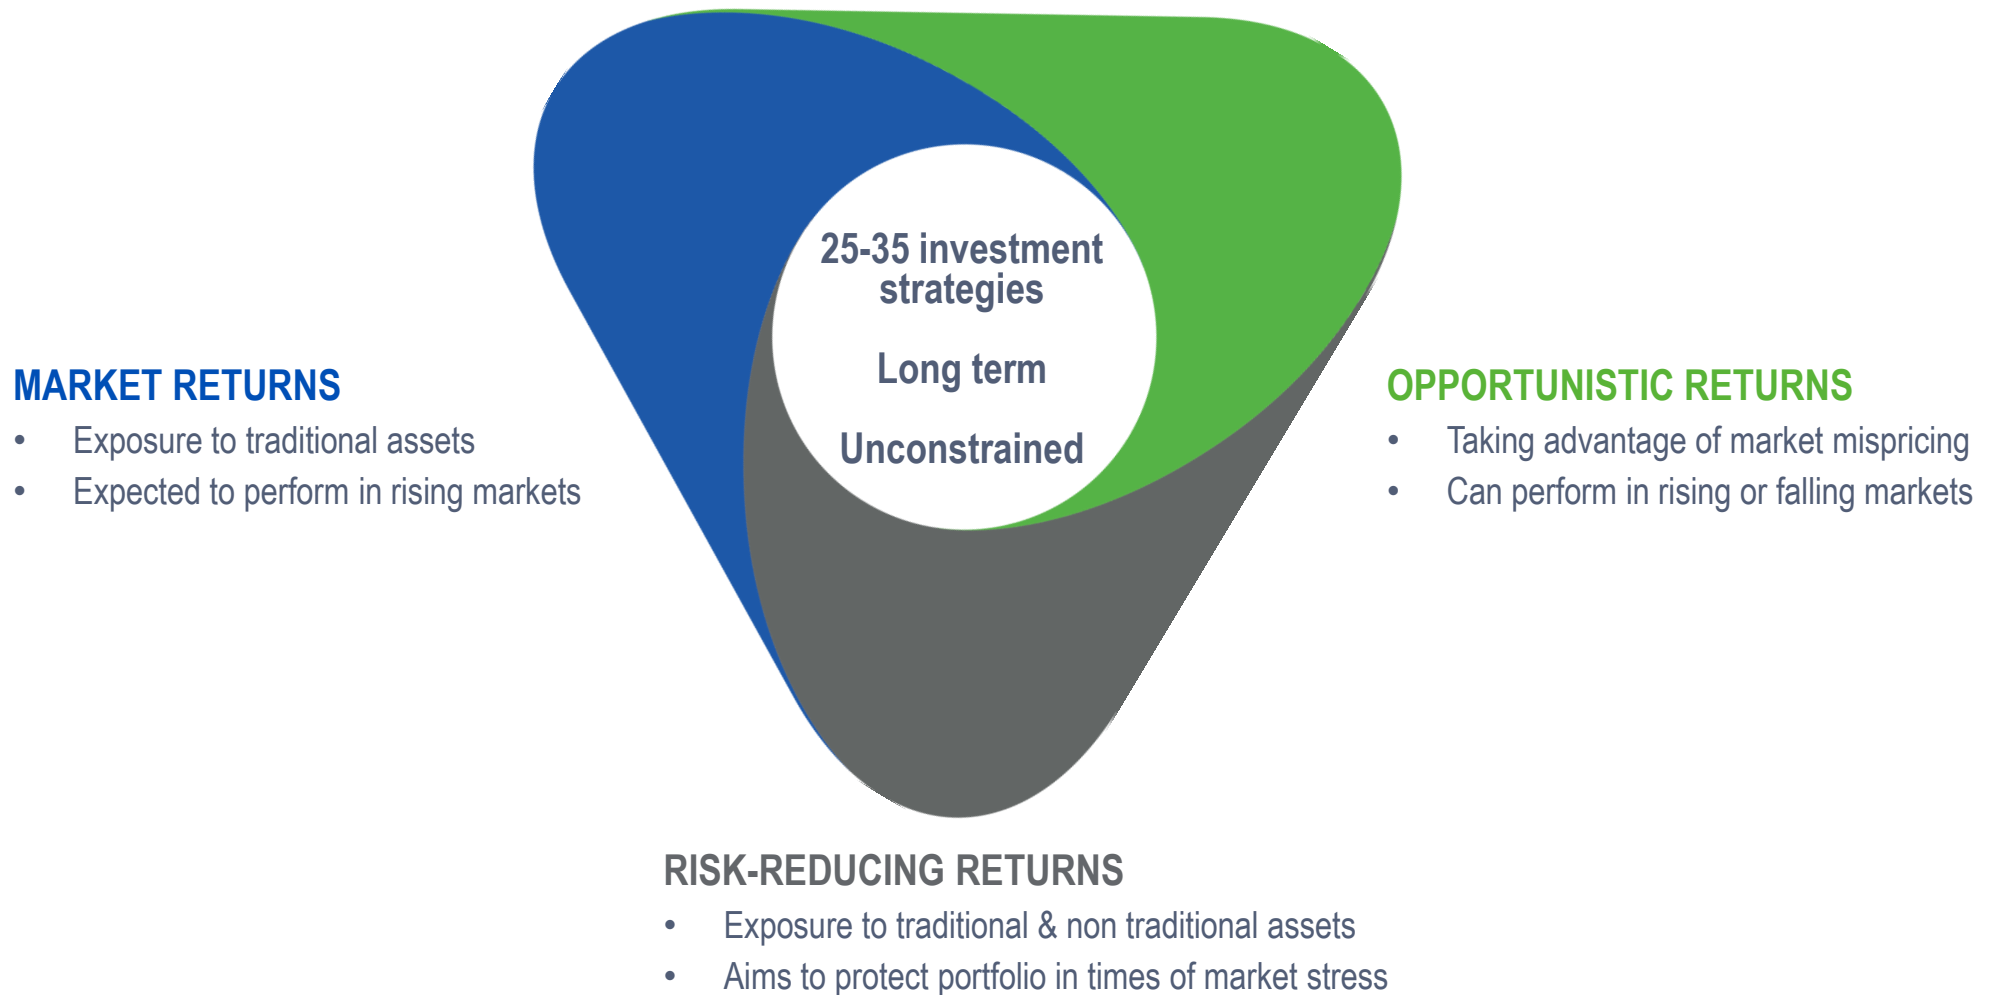 25-35 investment
strategies
Long term
Unconstrained
MARKET RETURNS
• Exposure to traditional assets
• Expected to perform in rising markets
OPPORTUNISTIC RETURNS
• Taking advantage of market mispricing
• Can perform in rising or falling markets
RISK-REDUCING RETURNS
• Exposure to traditional & non traditional assets
• Aims to protect portfolio in times of market stress